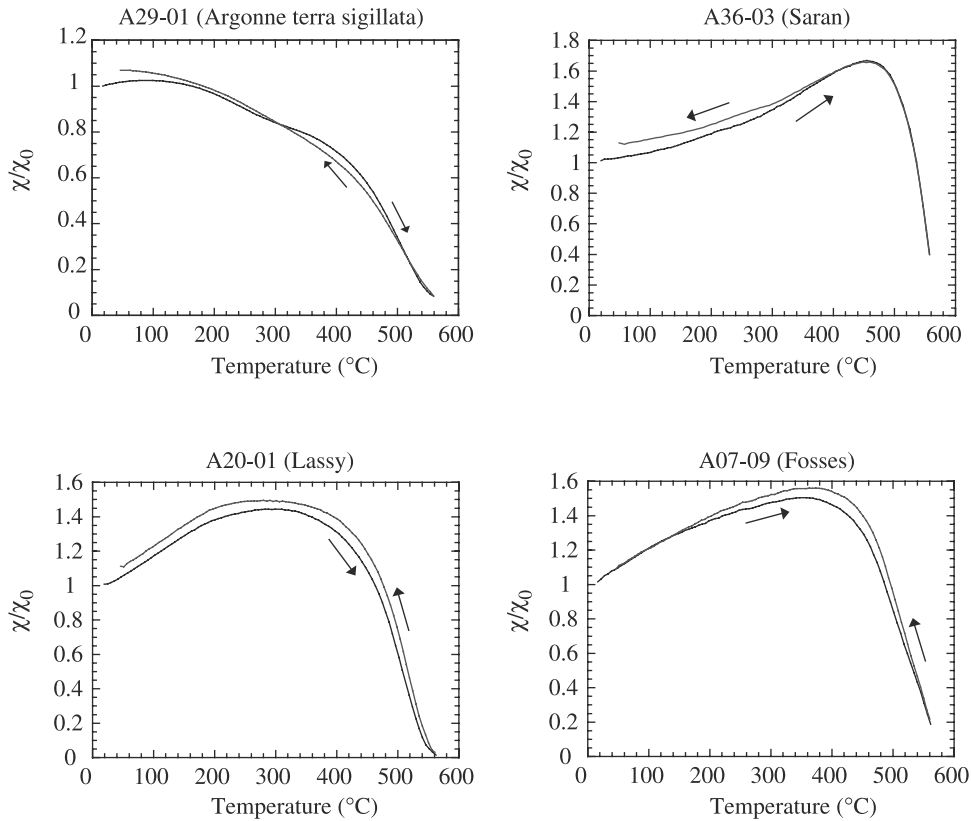 A29-01 (Argonne terra sigillata)
1.2
1
0.8
0.6
0.4
0.2
0
χ/χ0
0 100 200 300 400 500 600
Temperature (°C)
A36-03 (Saran)
1.8
1.6
1.4
1.2
1
0.8
0.6
0.4
0.2
0
χ/χ0
0 100 200 300 400 500 600
Temperature (°C)
A20-01 (Lassy)
1.6
1.4
1.2
1
0.8
0.6
0.4
0.2
0
χ/χ0
0 100 200 300 400 500 600
Temperature (°C)
A07-09 (Fosses)
1.6
1.4
1.2
1
0.8
0.6
0.4
0.2
0
χ/χ0
0 100 200 300 400 500 600
Temperature (°C)